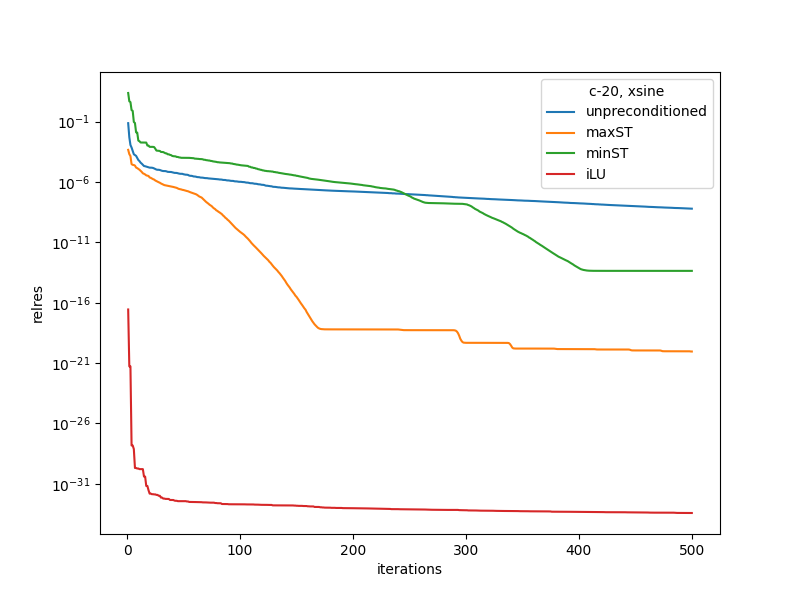 c-20, xsine
unpreconditioned
maxST
minST
iLU
relres
10⁻¹
10⁻⁶
10⁻¹¹
10⁻¹⁶
10⁻²¹
10⁻²⁶
10⁻³¹
0 100 200 300 400 500
iterations